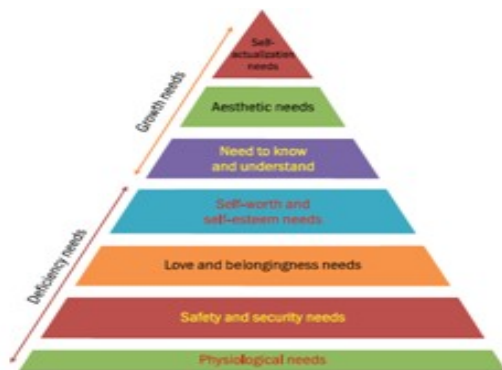 Self-
actualization
needs
Aesthetic needs
Need to know
and understand
Self-worth and
self-esteem needs
Love and belongingness needs
Safety and security needs
Physiological needs
Growth needs
Deficiency needs